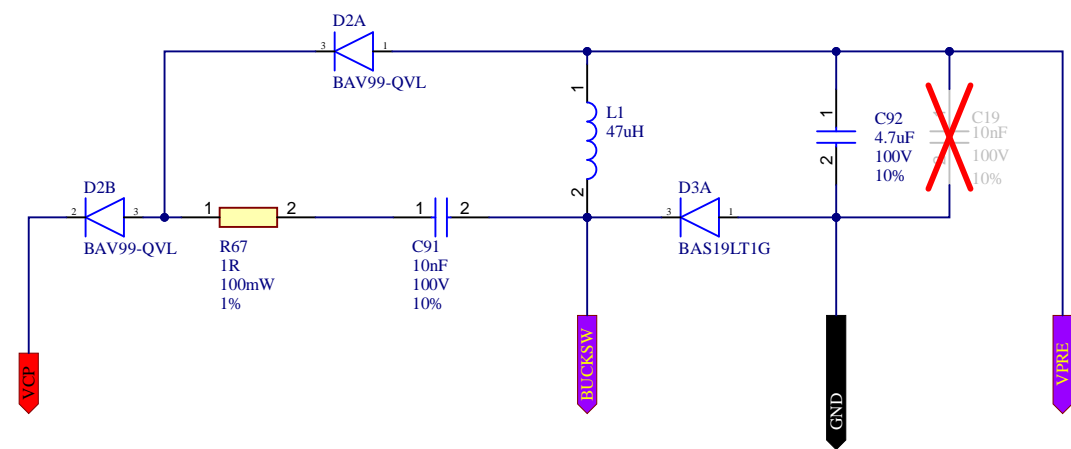 D2A
3
1
BAV99-QVL
1
L1
47uH
2
1
C92
4.7uF
2
100V
10%
C19
10nF
100V
10%
D2B
2
3
BAV99-QVL
1
2
R67
1R
100mW
1%
1
2
C91
10nF
100V
10%
D3A
3
1
BAS19LT1G
VCP
BUCKSW
GND
VPRE